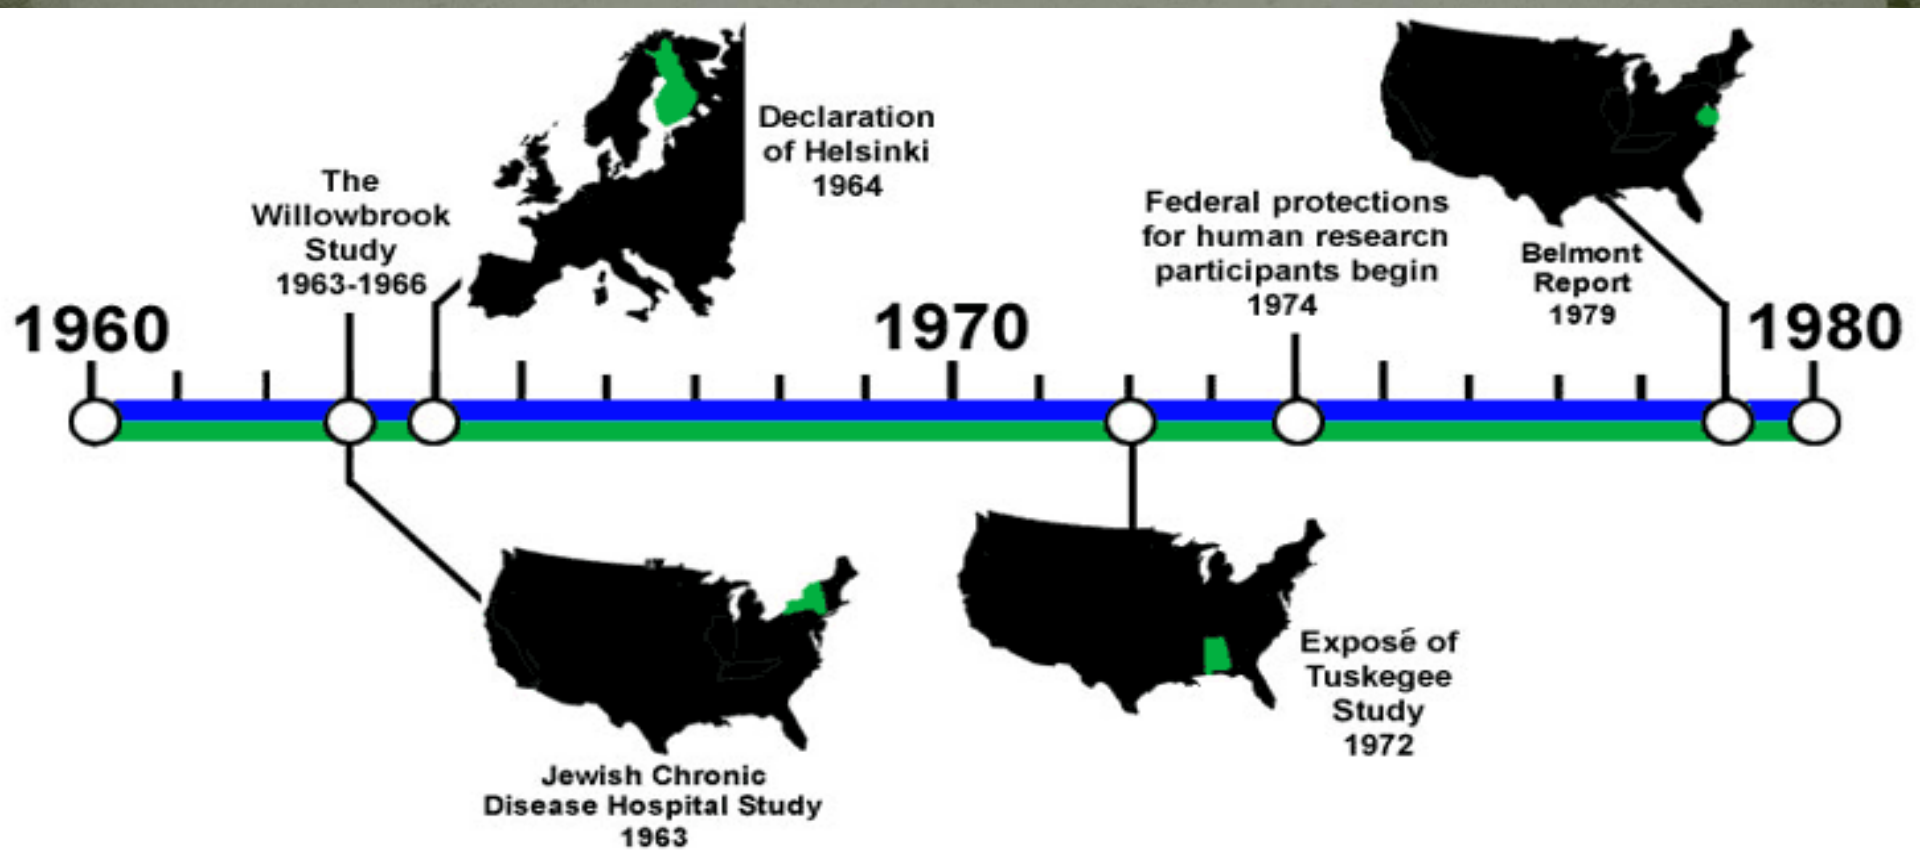 The
Willowbrook
Study
1963-1966
Declaration
of Helsinki
1964
Federal protections
for human research
participants begin
1974
Belmont
Report
1979
1960
1970
1980
Jewish Chronic
Disease Hospital Study
1963
Exposé of
Tuskegee
Study
1972